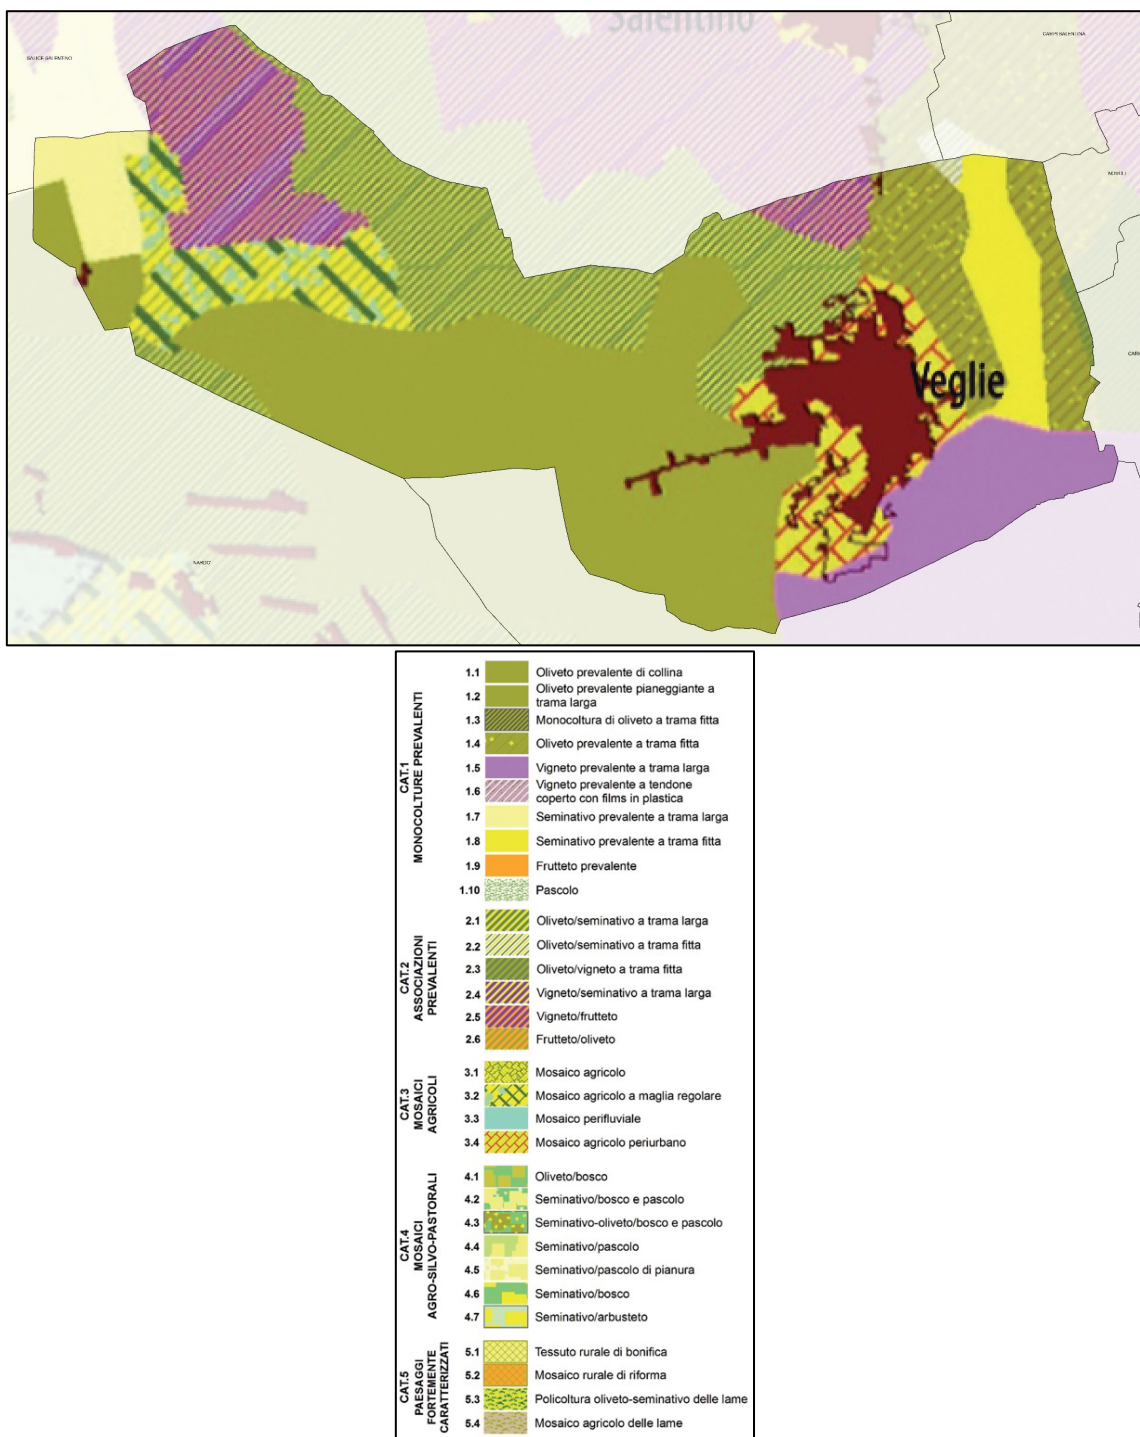 Salentino
SALICE SALENTINO
CAMPI SALENTINA
NOVOLI
Veglie
NARDO'
CAT.1
MONOCOLTURE PREVALENTI
1.1 Oliveto prevalente di collina
1.2 Oliveto prevalente pianeggiante a
trama larga
1.3 Monocoltura di oliveto a trama fitta
1.4 Oliveto prevalente a trama fitta
1.5 Vigneto prevalente a trama larga
1.6 Vigneto prevalente a tendone
coperto con films in plastica
1.7 Seminativo prevalente a trama larga
1.8 Seminativo prevalente a trama fitta
1.9 Frutteto prevalente
1.10 Pascolo
CAT.2
ASSOCIAZIONI
PREVALENTI
2.1 Oliveto/seminativo a trama larga
2.2 Oliveto/seminativo a trama fitta
2.3 Oliveto/vigneto a trama fitta
2.4 Vigneto/seminativo a trama larga
2.5 Vigneto/frutteto
2.6 Frutteto/oliveto
CAT.3
MOSAICI
AGRICOLI
3.1 Mosaico agricolo
3.2 Mosaico agricolo a maglia regolare
3.3 Mosaico perifluviale
3.4 Mosaico agricolo periurbano
CAT.4
MOSAICI
AGRO-SILVO-PASTORALI
4.1 Oliveto/bosco
4.2 Seminativo/bosco e pascolo
4.3 Seminativo-oliveto/bosco e pascolo
4.4 Seminativo/pascolo
4.5 Seminativo/pascolo di pianura
4.6 Seminativo/bosco
4.7 Seminativo/arbusteto
CAT.5
PAESAGGI
FORTEMENTE
CARATTERIZZATI
5.1 Tessuto rurale di bonifica
5.2 Mosaico rurale di riforma
5.3 Policoltura oliveto-seminativo delle lame
5.4 Mosaico agricolo delle lame